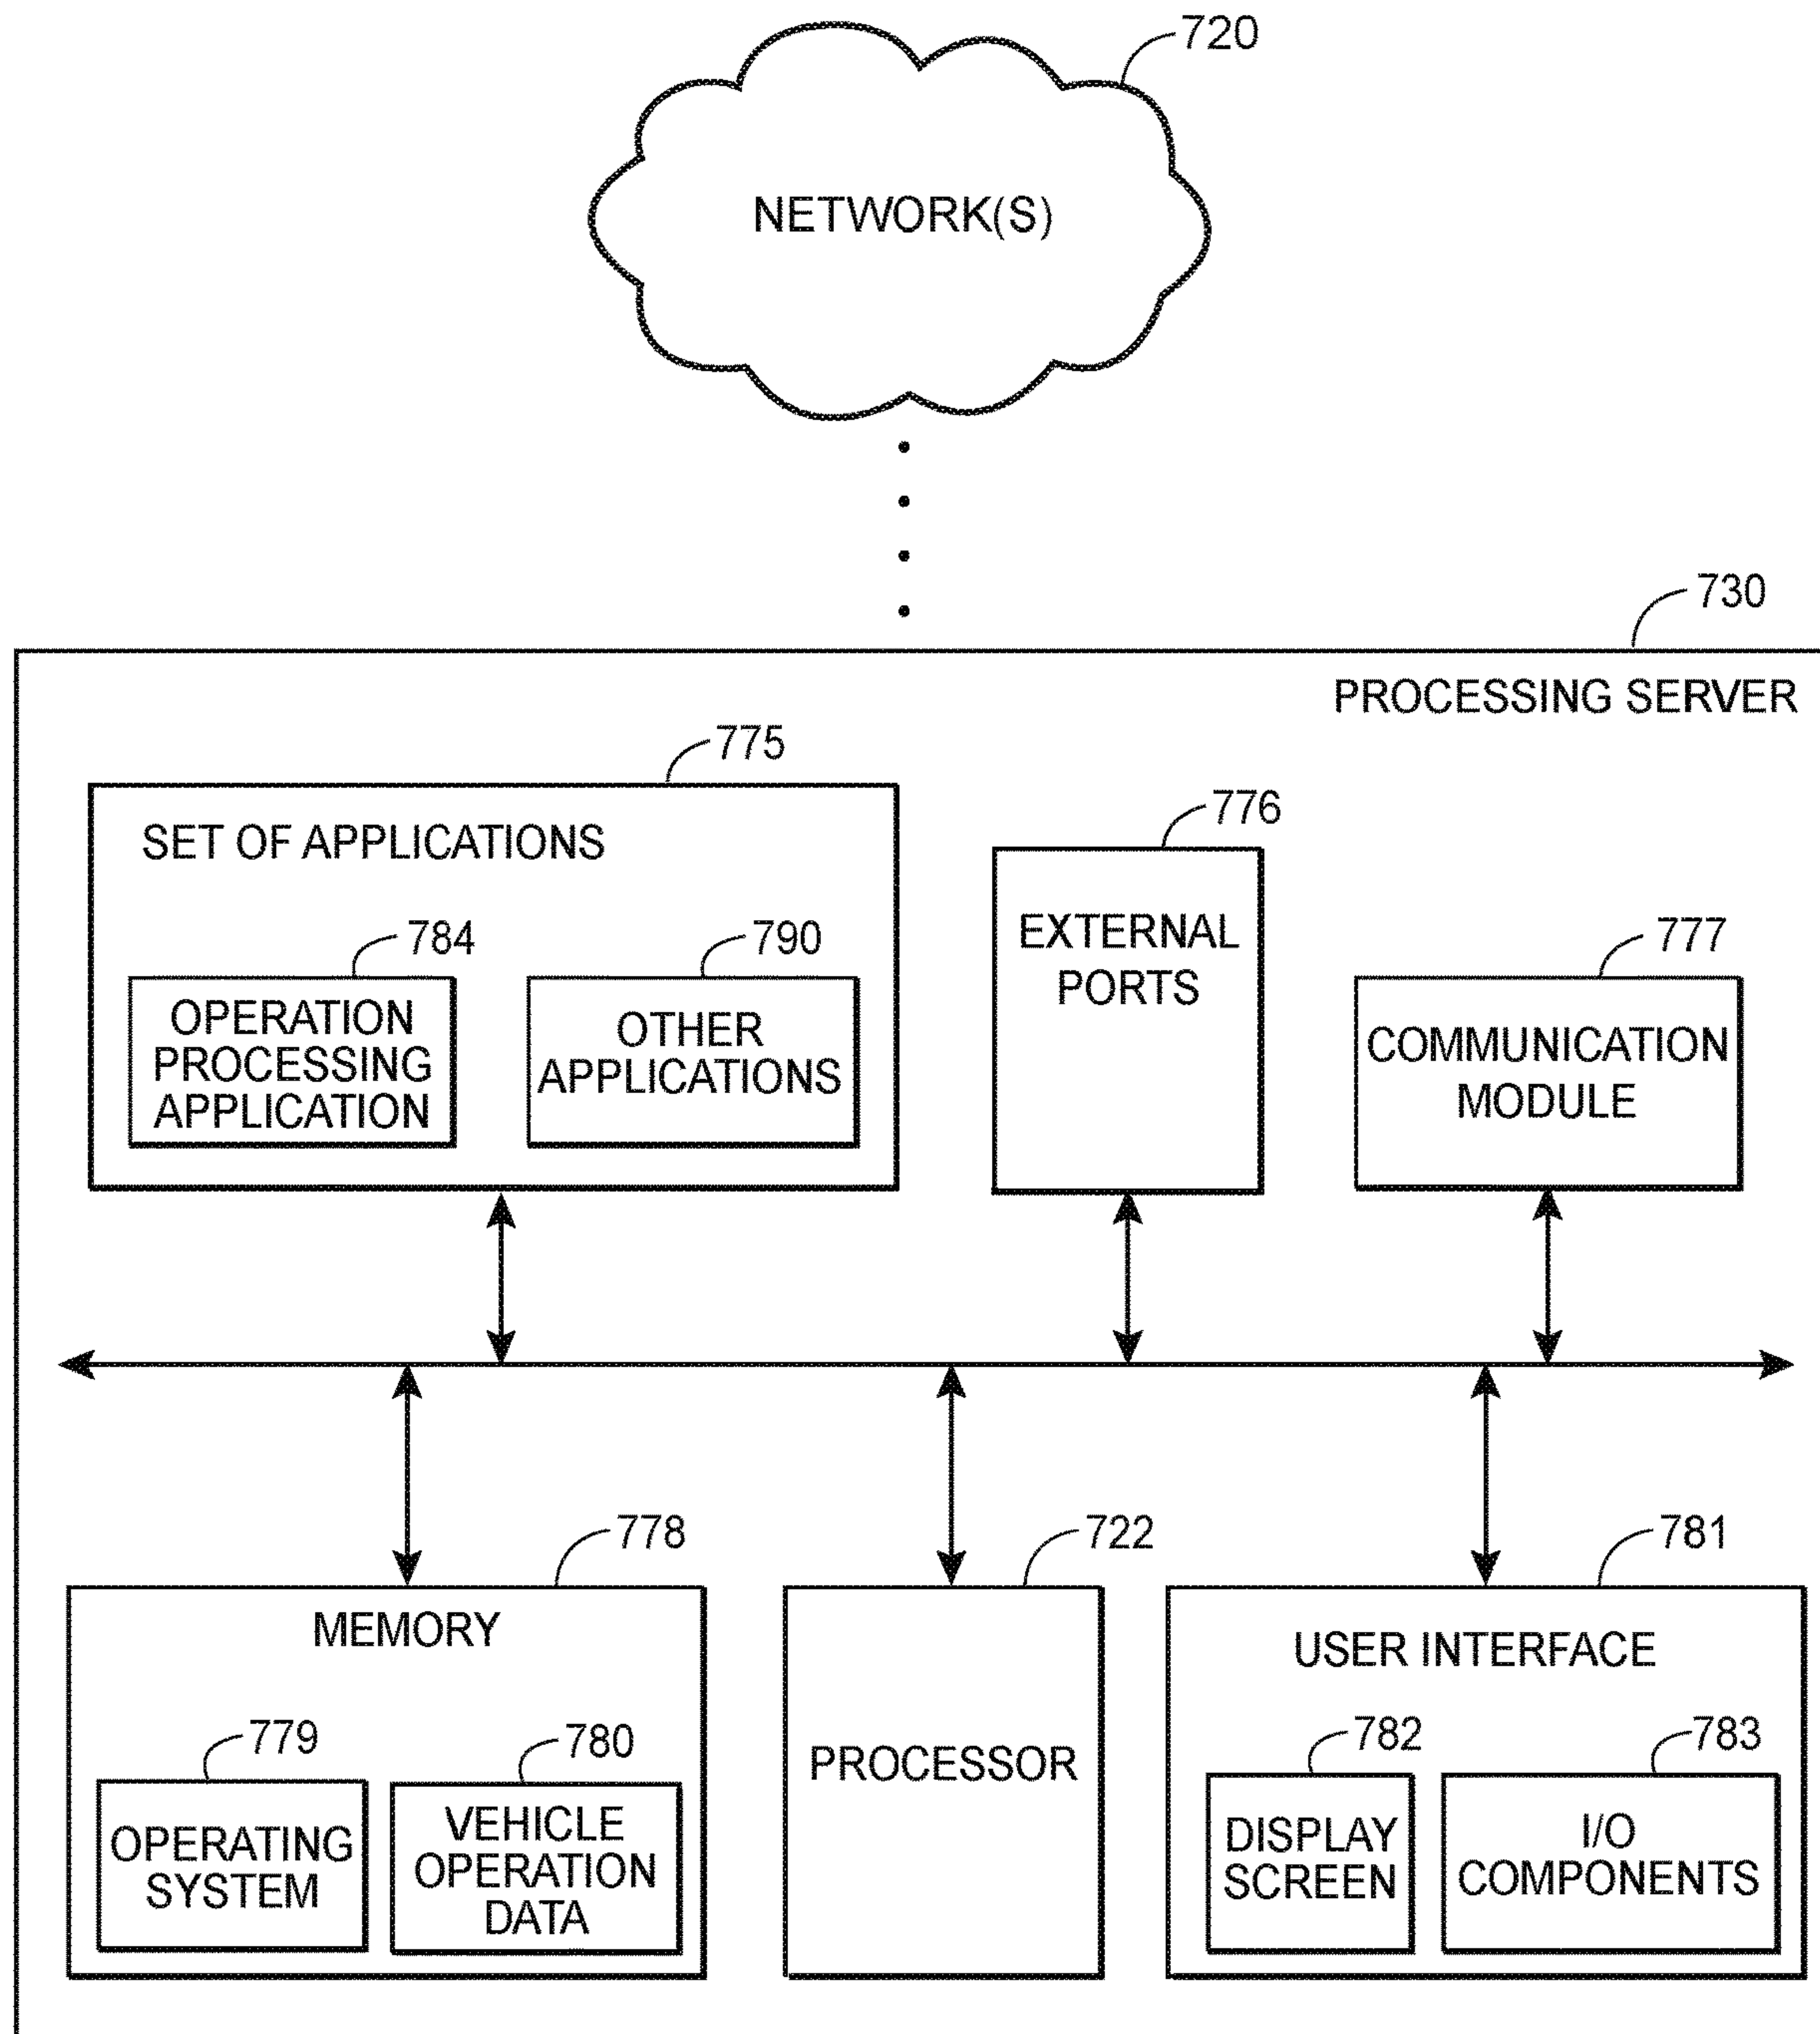 720
NETWORK(S)
730
PROCESSING SERVER
775
SET OF APPLICATIONS
784
OPERATION
PROCESSING
APPLICATION
790
OTHER
APPLICATIONS
776
EXTERNAL
PORTS
777
COMMUNICATION
MODULE
778
MEMORY
779
OPERATING
SYSTEM
780
VEHICLE
OPERATION
DATA
722
PROCESSOR
781
USER INTERFACE
782
DISPLAY
SCREEN
783
I/O
COMPONENTS